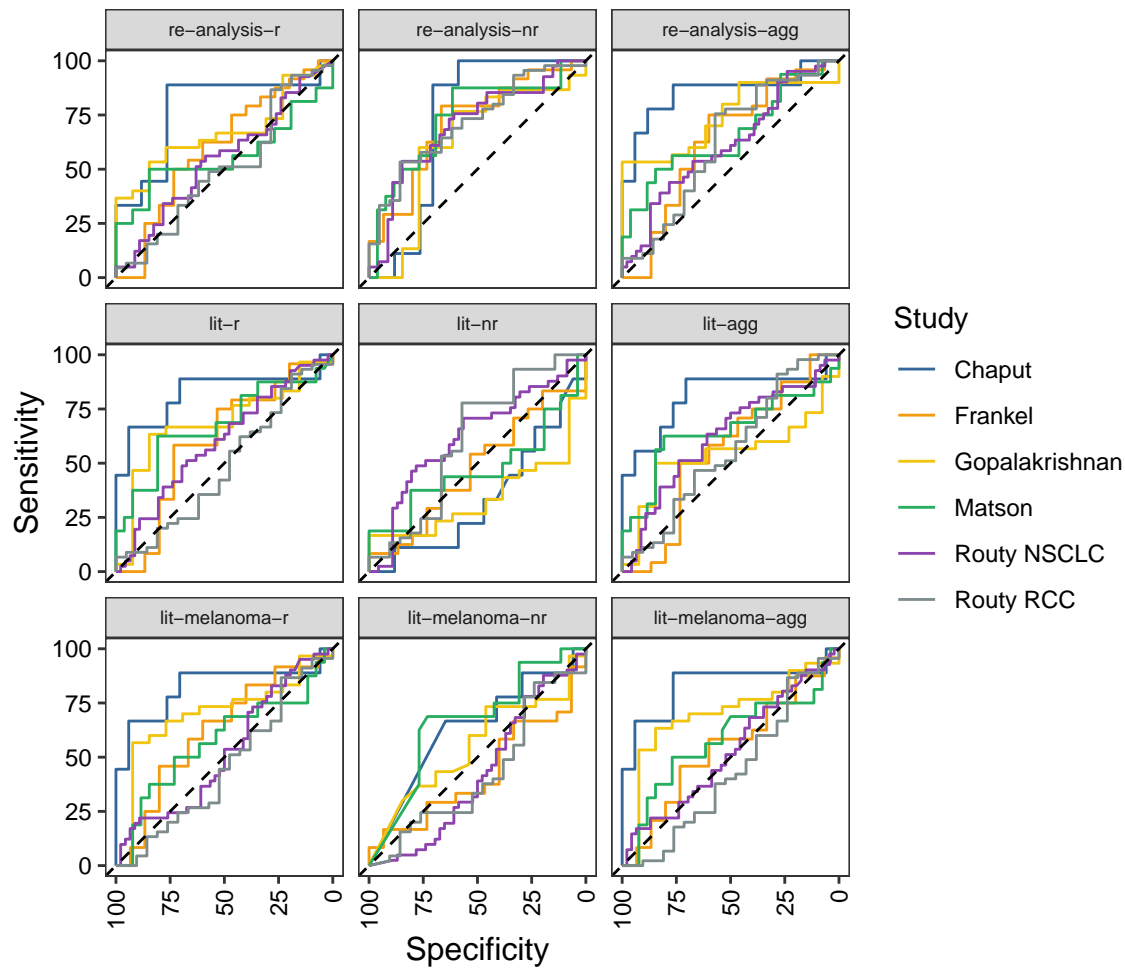 re−analysis−r
re−analysis−nr
re−analysis−agg
100
75
50
25
0
lit−r
lit−nr
lit−agg
100
75
50
25
0
lit−melanoma−r
lit−melanoma−nr
lit−melanoma−agg
100
75
50
25
0
Sensitivity
100
75
50
25
0
100
75
50
25
0
100
75
50
25
0
Specificity
Study
Chaput
Frankel
Gopalakrishnan
Matson
Routy NSCLC
Routy RCC